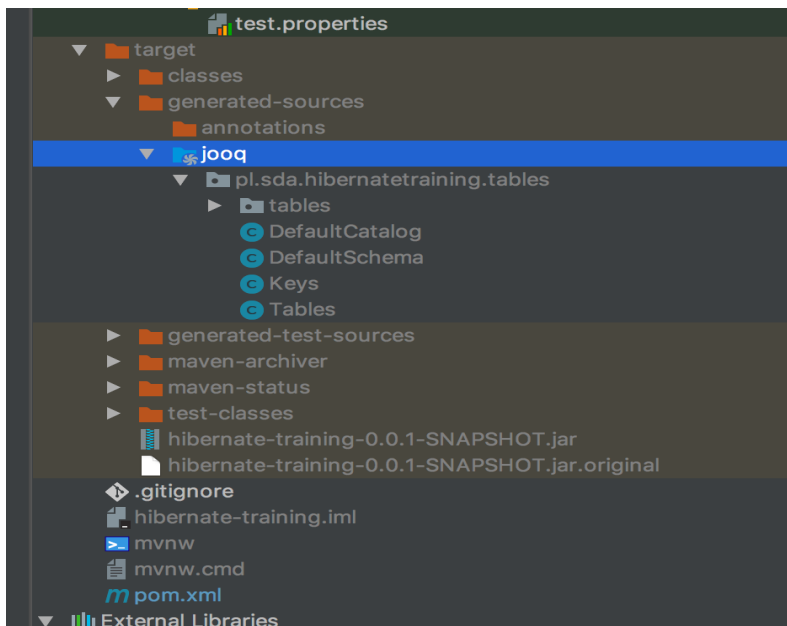 test.properties
target
classes
generated-sources
annotations
jooq
pl.sda.hibernatetraining.tables
tables
DefaultCatalog
DefaultSchema
Keys
Tables
generated-test-sources
maven-archiver
maven-status
test-classes
hibernate-training-0.0.1-SNAPSHOT.jar
hibernate-training-0.0.1-SNAPSHOT.jar.original
.gitignore
hibernate-training.iml
mvnw
mvnw.cmd
pom.xml
External Libraries